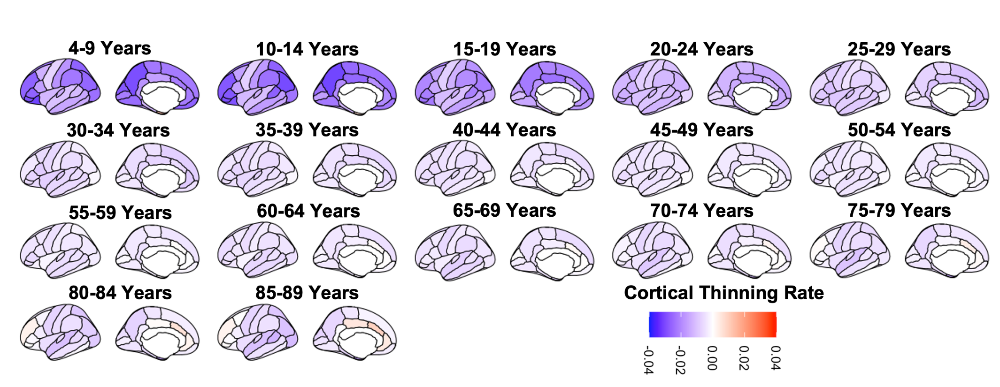 4-9 Years
10-14 Years
15-19 Years
20-24 Years
25-29 Years
30-34 Years
35-39 Years
40-44 Years
45-49 Years
50-54 Years
55-59 Years
60-64 Years
65-69 Years
70-74 Years
75-79 Years
80-84 Years
85-89 Years
Cortical Thinning Rate
-0.04
-0.02
0.00
0.02
0.04